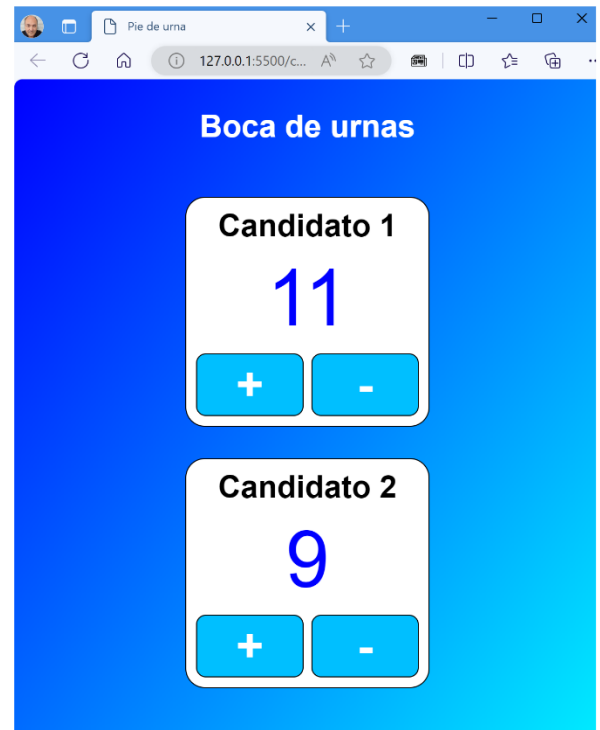 Pie de urna
127.0.0.1:5500/c...
Boca de urnas
Candidato 1
11
+ -
Candidato 2
9
+ -